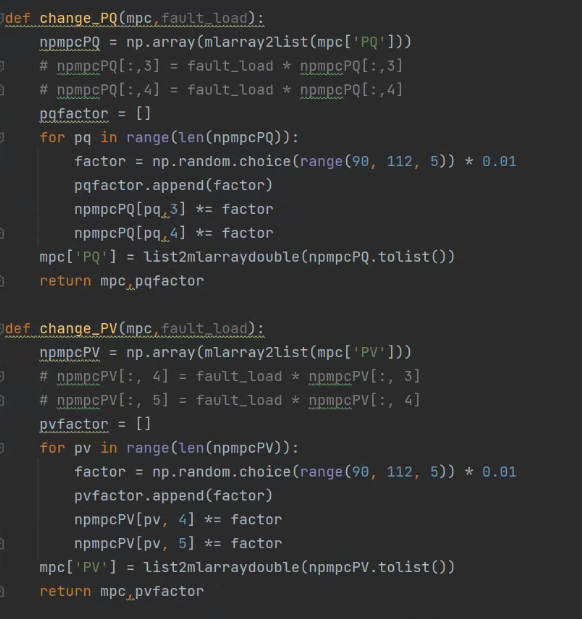 def change_PQ(mpc,fault_load):
    npmpcPQ = np.array(mlarray2list(mpc['PQ']))
    # npmpcPQ[:,3] = fault_load * npmpcPQ[:,3]
    # npmpcPQ[:,4] = fault_load * npmpcPQ[:,4]
    pqfactor = []
    for pq in range(len(npmpcPQ)):
        factor = np.random.choice(range(90, 112, 5)) * 0.01
        pqfactor.append(factor)
        npmpcPQ[pq,3] *= factor
        npmpcPQ[pq,4] *= factor
    mpc['PQ'] = list2mlarraydouble(npmpcPQ.tolist())
    return mpc,pqfactor
def change_PV(mpc,fault_load):
    npmpcPV = np.array(mlarray2list(mpc['PV']))
    # npmpcPV[:, 4] = fault_load * npmpcPV[:, 3]
    # npmpcPV[:, 5] = fault_load * npmpcPV[:, 4]
    pvfactor = []
    for pv in range(len(npmpcPV)):
        factor = np.random.choice(range(90, 112, 5)) * 0.01
        pvfactor.append(factor)
        npmpcPV[pv, 4] *= factor
        npmpcPV[pv, 5] *= factor
    mpc['PV'] = list2mlarraydouble(npmpcPV.tolist())
    return mpc,pvfactor